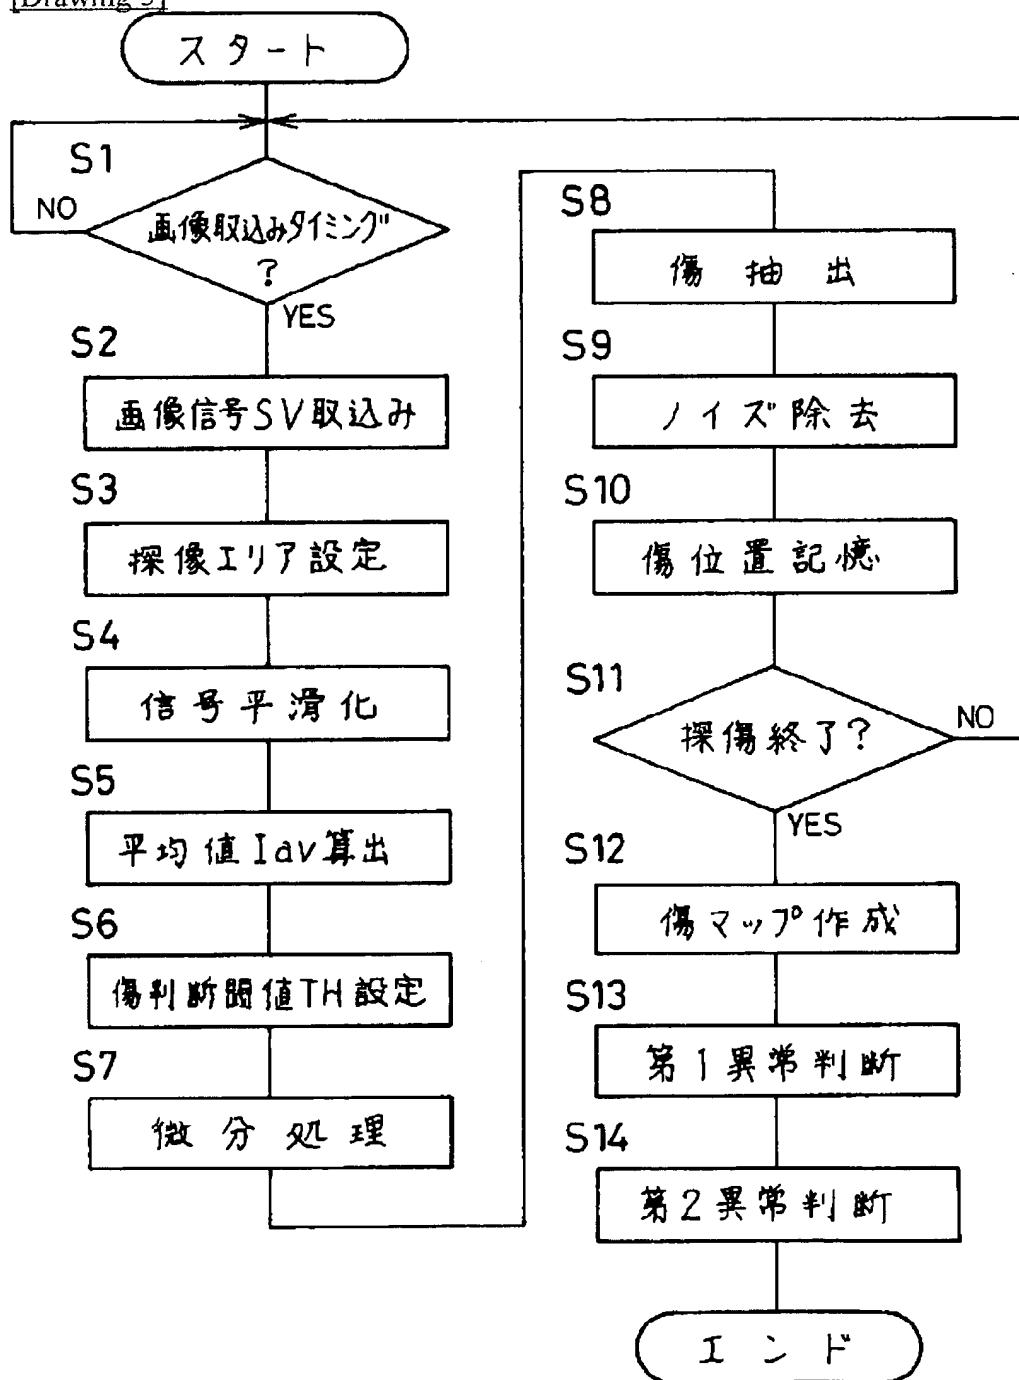 [Drawing 5]
スタート
S1
NO
画像取込みタイミング
?
YES
S2
画像信号SV取込み
S3
探像エリア設定
S4
信号平滑化
S5
平均値Iav算出
S6
傷判断閾値TH設定
S7
微分処理
S8
傷抽出
S9
ノイズ除去
S10
傷位置記憶
S11
探傷終了?
NO
YES
S12
傷マップ作成
S13
第1異常判断
S14
第2異常判断
エンド